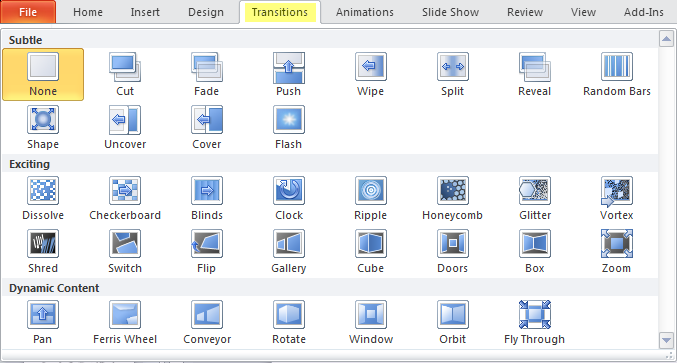 File Home Insert Design Transitions Animations Slide Show Review View Add-Ins
Subtle
None Cut Fade Push Wipe Split Reveal Random Bars
Shape Uncover Cover Flash
Exciting
Dissolve Checkerboard Blinds Clock Ripple Honeycomb Glitter Vortex
Shred Switch Flip Gallery Cube Doors Box Zoom
Dynamic Content
Pan Ferris Wheel Conveyor Rotate Window Orbit Fly Through